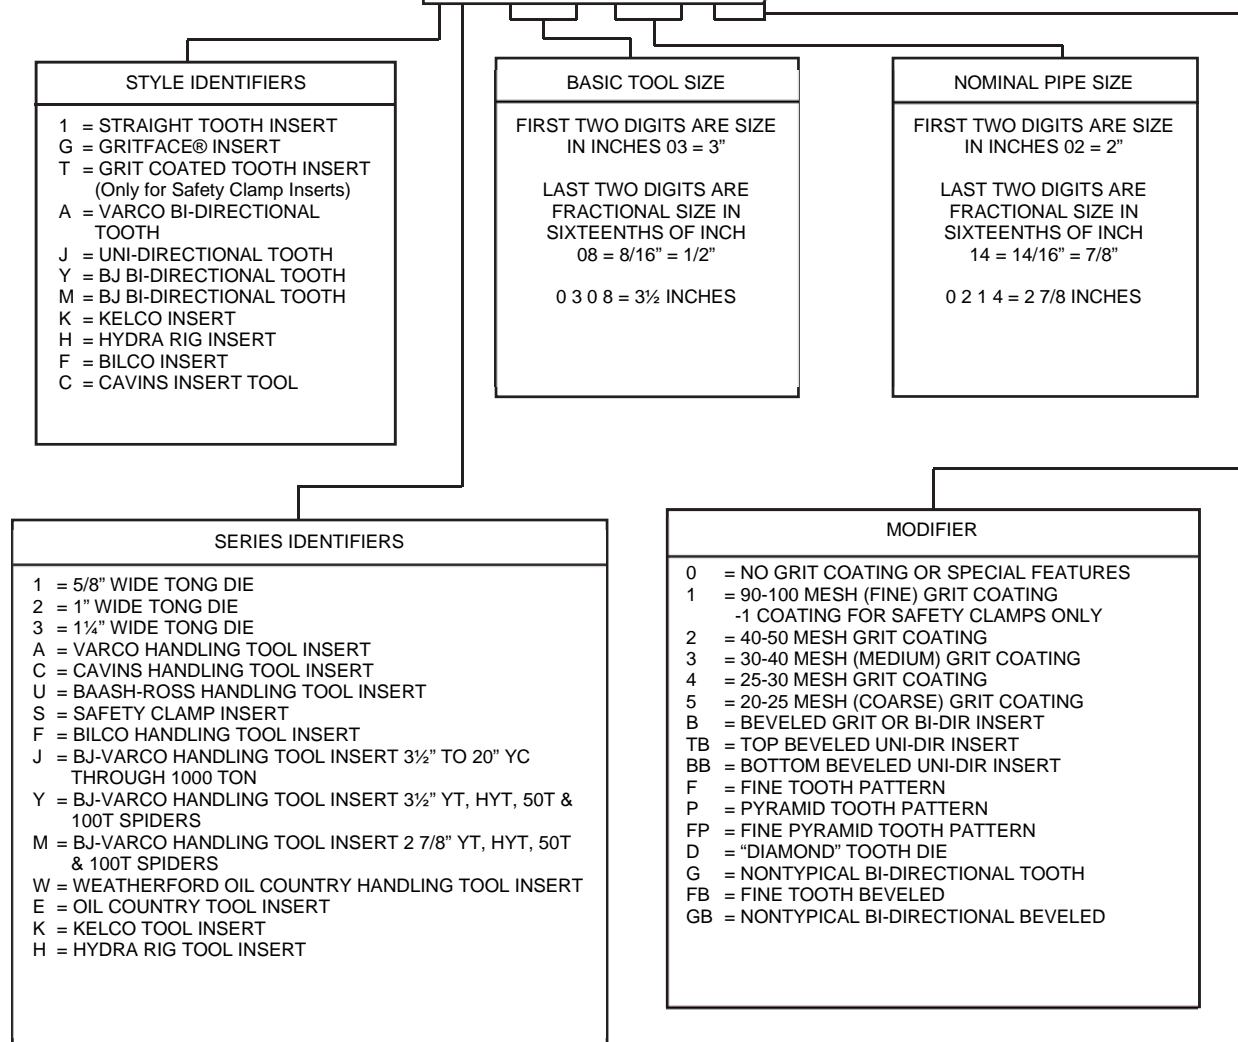 STYLE IDENTIFIERS
1 = STRAIGHT TOOTH INSERT
G = GRITFACE® INSERT
T = GRIT COATED TOOTH INSERT
(Only for Safety Clamp Inserts)
A = VARCO BI-DIRECTIONAL
TOOTH
J = UNI-DIRECTIONAL TOOTH
Y = BJ BI-DIRECTIONAL TOOTH
M = BJ BI-DIRECTIONAL TOOTH
K = KELCO INSERT
H = HYDRA RIG INSERT
F = BILCO INSERT
C = CAVINS INSERT TOOL
BASIC TOOL SIZE
FIRST TWO DIGITS ARE SIZE
IN INCHES 03 = 3”
LAST TWO DIGITS ARE
FRACTIONAL SIZE IN
SIXTEENTHS OF INCH
08 = 8/16” = 1/2”
0 3 0 8 = 3½ INCHES
NOMINAL PIPE SIZE
FIRST TWO DIGITS ARE SIZE
IN INCHES 02 = 2”
LAST TWO DIGITS ARE
FRACTIONAL SIZE IN
SIXTEENTHS OF INCH
14 = 14/16” = 7/8”
0 2 1 4 = 2 7/8 INCHES
SERIES IDENTIFIERS
1 = 5/8” WIDE TONG DIE
2 = 1” WIDE TONG DIE
3 = 1¼” WIDE TONG DIE
A = VARCO HANDLING TOOL INSERT
C = CAVINS HANDLING TOOL INSERT
U = BAASH-ROSS HANDLING TOOL INSERT
S = SAFETY CLAMP INSERT
F = BILCO HANDLING TOOL INSERT
J = BJ-VARCO HANDLING TOOL INSERT 3½” TO 20” YC
THROUGH 1000 TON
Y = BJ-VARCO HANDLING TOOL INSERT 3½” YT, HYT, 50T &
100T SPIDERS
M = BJ-VARCO HANDLING TOOL INSERT 2 7/8” YT, HYT, 50T
& 100T SPIDERS
W = WEATHERFORD OIL COUNTRY HANDLING TOOL INSERT
E = OIL COUNTRY TOOL INSERT
K = KELCO TOOL INSERT
H = HYDRA RIG TOOL INSERT
MODIFIER
0 = NO GRIT COATING OR SPECIAL FEATURES
1 = 90-100 MESH (FINE) GRIT COATING
-1 COATING FOR SAFETY CLAMPS ONLY
2 = 40-50 MESH GRIT COATING
3 = 30-40 MESH (MEDIUM) GRIT COATING
4 = 25-30 MESH GRIT COATING
5 = 20-25 MESH (COARSE) GRIT COATING
B = BEVELED GRIT OR BI-DIR INSERT
TB = TOP BEVELED UNI-DIR INSERT
BB = BOTTOM BEVELED UNI-DIR INSERT
F = FINE TOOTH PATTERN
P = PYRAMID TOOTH PATTERN
FP = FINE PYRAMID TOOTH PATTERN
D = “DIAMOND” TOOTH DIE
G = NONTYPICAL BI-DIRECTIONAL TOOTH
FB = FINE TOOTH BEVELED
GB = NONTYPICAL BI-DIRECTIONAL BEVELED